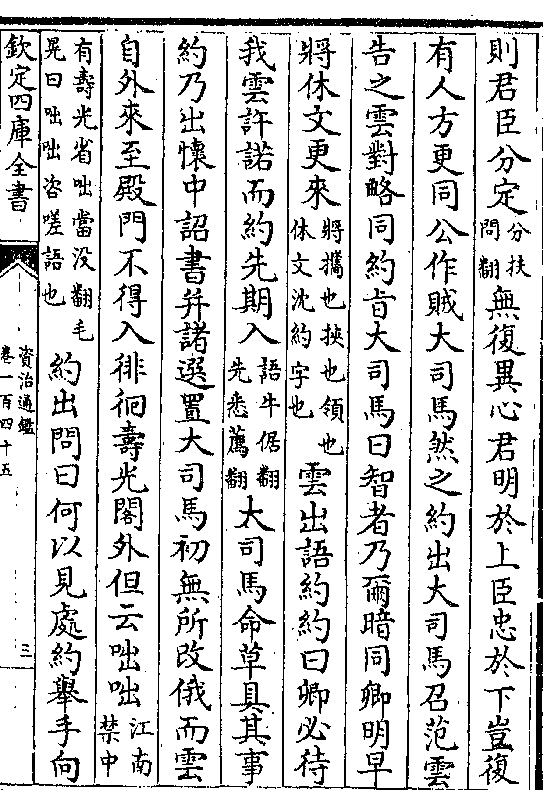 則君臣分定分扶問翻無復異心君明於上臣忠於下豈復
有人方更同公作賊大司馬然之約出大司馬召范雲
告之雲對略同約旨大司馬曰智者乃爾暗同卿明早
將休文更來將攜也挾也領也休文沈約字也雲出語約約曰卿必待
我雲許諾而約先期入語牛倨翻先悉薦翻大司馬命草具其事
約乃出懷中詔書并諸選置大司馬初無所改俄而雲
自外來至殿門不得入徘徊壽光閣外但云咄咄江南禁中
有壽光省咄當没翻毛晃曰咄咄咨嗟語也約出問曰何以見處約舉手向
欽定四庫全書
資治通鑑
卷一百四十五
三